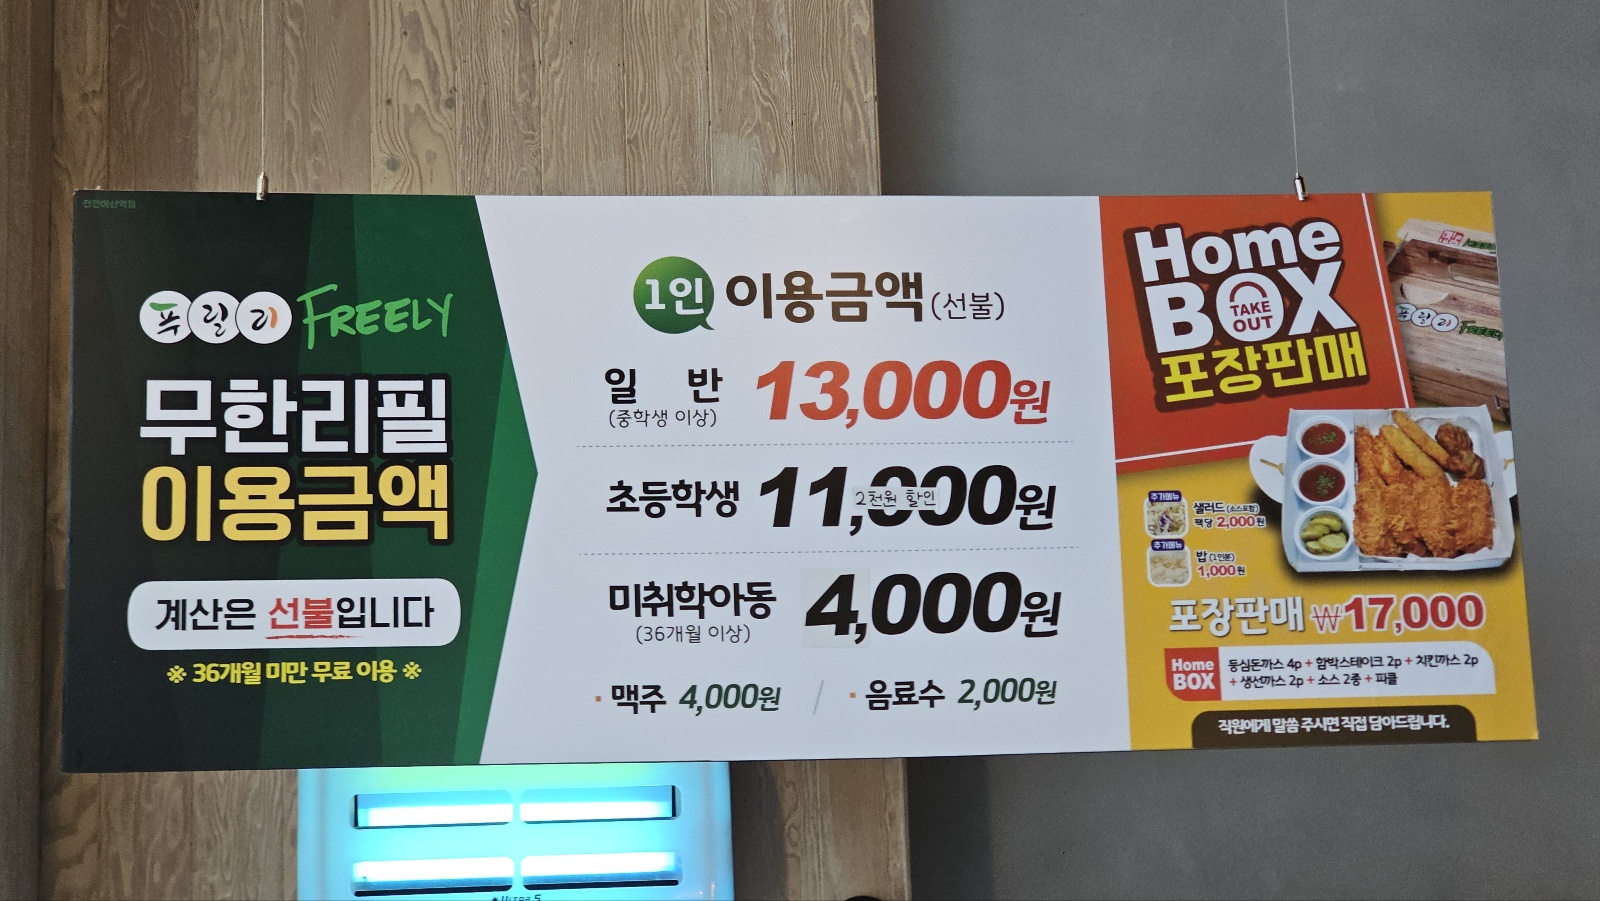 천안아산역점
푸릴리 FREELY
무한리필
이용금액
계산은 선불입니다
※ 36개월 미만 무료 이용 ※
1인 이용금액 (선불)
일 반 13,000원
(중학생 이상)
초등학생 11,000원
2천원 할인
미취학아동 4,000원
(36개월 이상)
· 맥주 4,000원 / · 음료수 2,000원
Home
BOX
TAKE
OUT
포장판매
푸릴리 FREELY
추가메뉴
샐러드 (소스포함)
팩당 2,000원
추가메뉴
밥 (1인분)
1,000원
포장판매 ₩17,000
Home
BOX
등심돈까스 4p + 함박스테이크 2p + 치킨까스 2p
+ 생선까스 2p + 소스 2종 + 피클
직원에게 말씀 주시면 직접 담아드립니다.